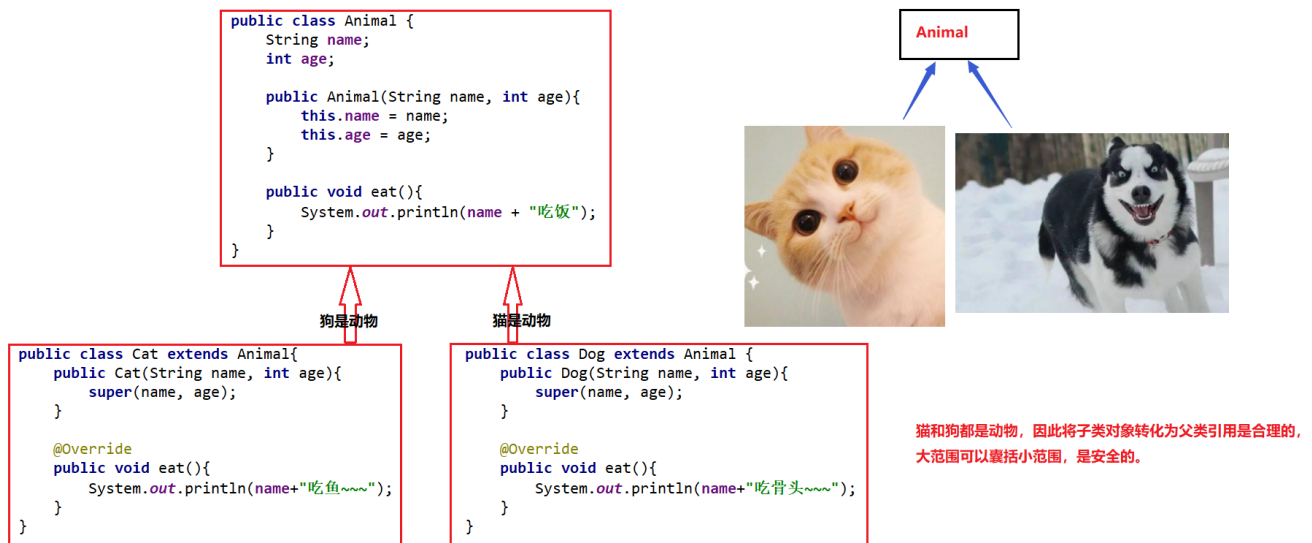 public class Animal {
    String name;
    int age;

    public Animal(String name, int age){
        this.name = name;
        this.age = age;
    }

    public void eat(){
        System.out.println(name + "吃饭");
    }
}
Animal
狗是动物
猫是动物
public class Cat extends Animal{
    public Cat(String name, int age){
        super(name, age);
    }

    @Override
    public void eat(){
        System.out.println(name+"吃鱼~~~");
    }
}
public class Dog extends Animal {
    public Dog(String name, int age){
        super(name, age);
    }

    @Override
    public void eat(){
        System.out.println(name+"吃骨头~~~");
    }
}
猫和狗都是动物，因此将子类对象转化为父类引用是合理的，
大范围可以囊括小范围，是安全的。